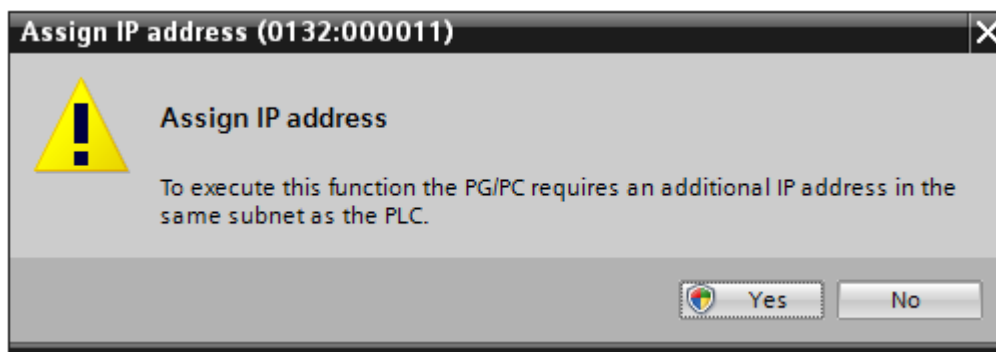 Assign IP address (0132:000011)
Assign IP address
To execute this function the PG/PC requires an additional IP address in the
same subnet as the PLC.
Yes
No